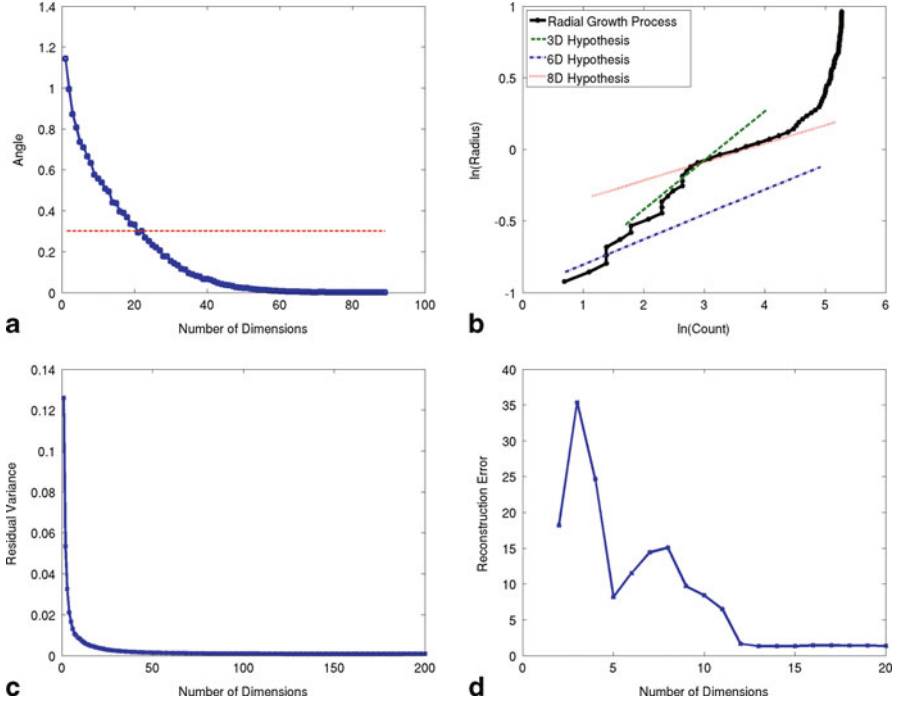 1.4
1.2
1
0.8
0.6
0.4
0.2
0
Angle
0 20 40 60 80 100
Number of Dimensions
a
1
0.5
0
-0.5
-1
ln(Radius)
Radial Growth Process
3D Hypothesis
6D Hypothesis
8D Hypothesis
0 1 2 3 4 5 6
ln(Count)
b
0.14
0.12
0.1
0.08
0.06
0.04
0.02
0
Residual Variance
0 50 100 150 200
Number of Dimensions
c
40
35
30
25
20
15
10
5
0
Reconstruction Error
0 5 10 15 20
Number of Dimensions
d